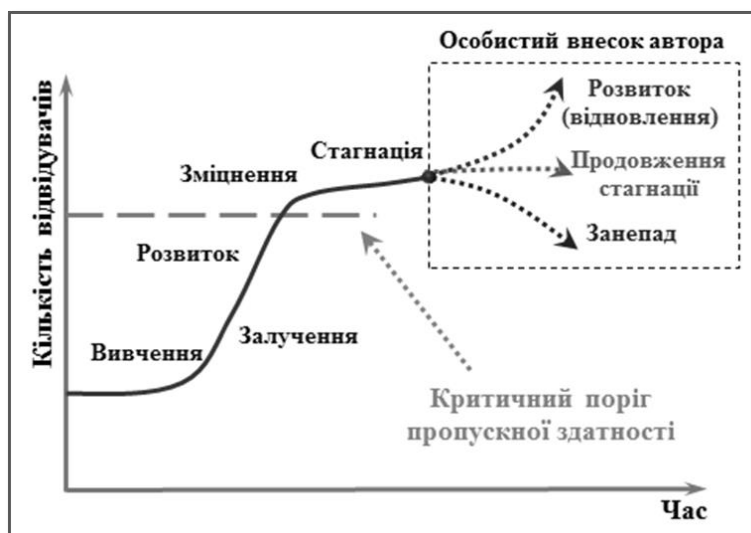 Особистий внесок автора
Кількість відвідувачів
Розвиток
(відновлення)
Стагнація
Зміцнення
Продовження
стагнації
Занепад
Розвиток
Залучення
Вивчення
Критичний поріг
пропускної здатності
Час